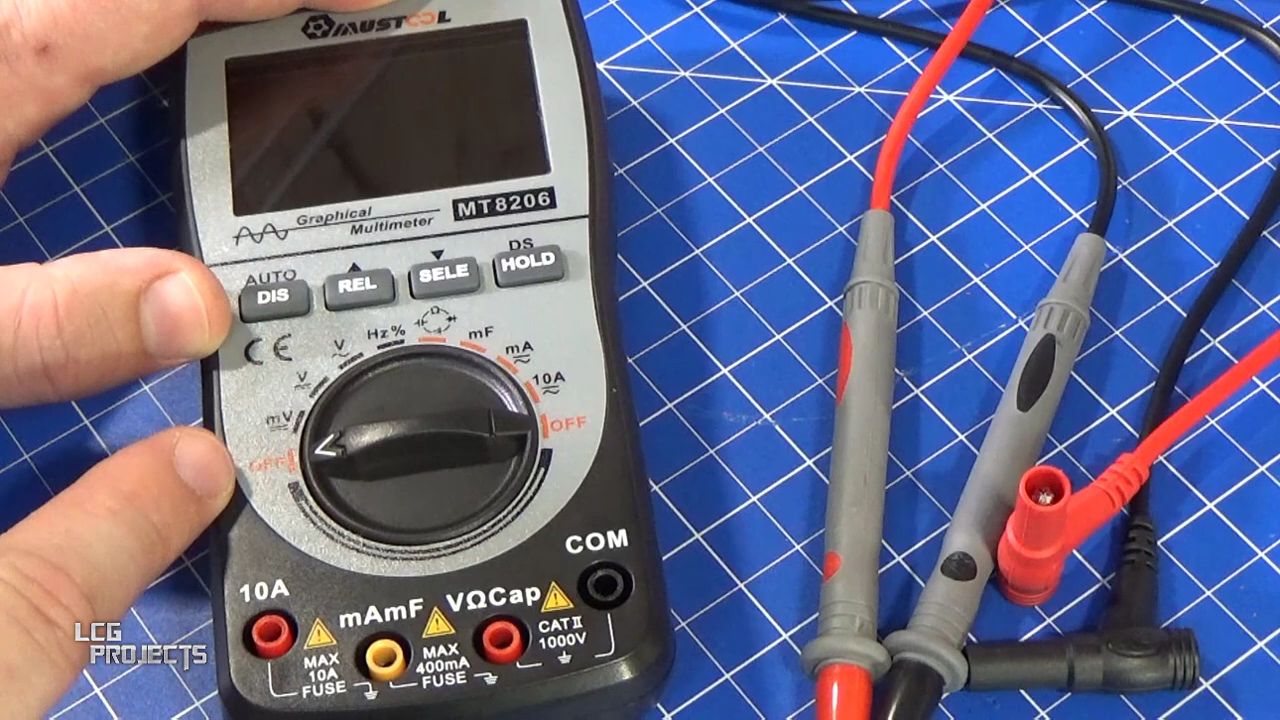 MUSTOOL
Graphical
Multimeter
MT8206
AUTO
DIS
REL
SELE
DS
HOLD
CE
mV
V
V
Hz %
Ω
mF
mA
10A
OFF
OFF
10A
mAmF
VΩCap
COM
MAX
10A
FUSE
MAX
400mA
FUSE
CAT II
1000V
LCG
PROJECTS